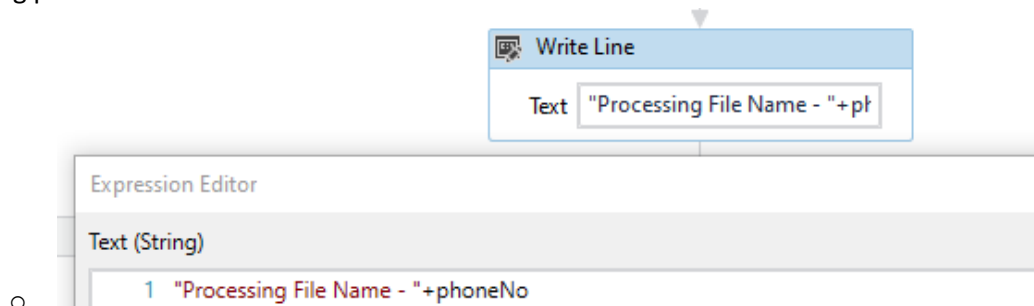 Write Line
Text "Processing File Name - "+ph
Expression Editor
Text (String)
1 "Processing File Name - "+phoneNo